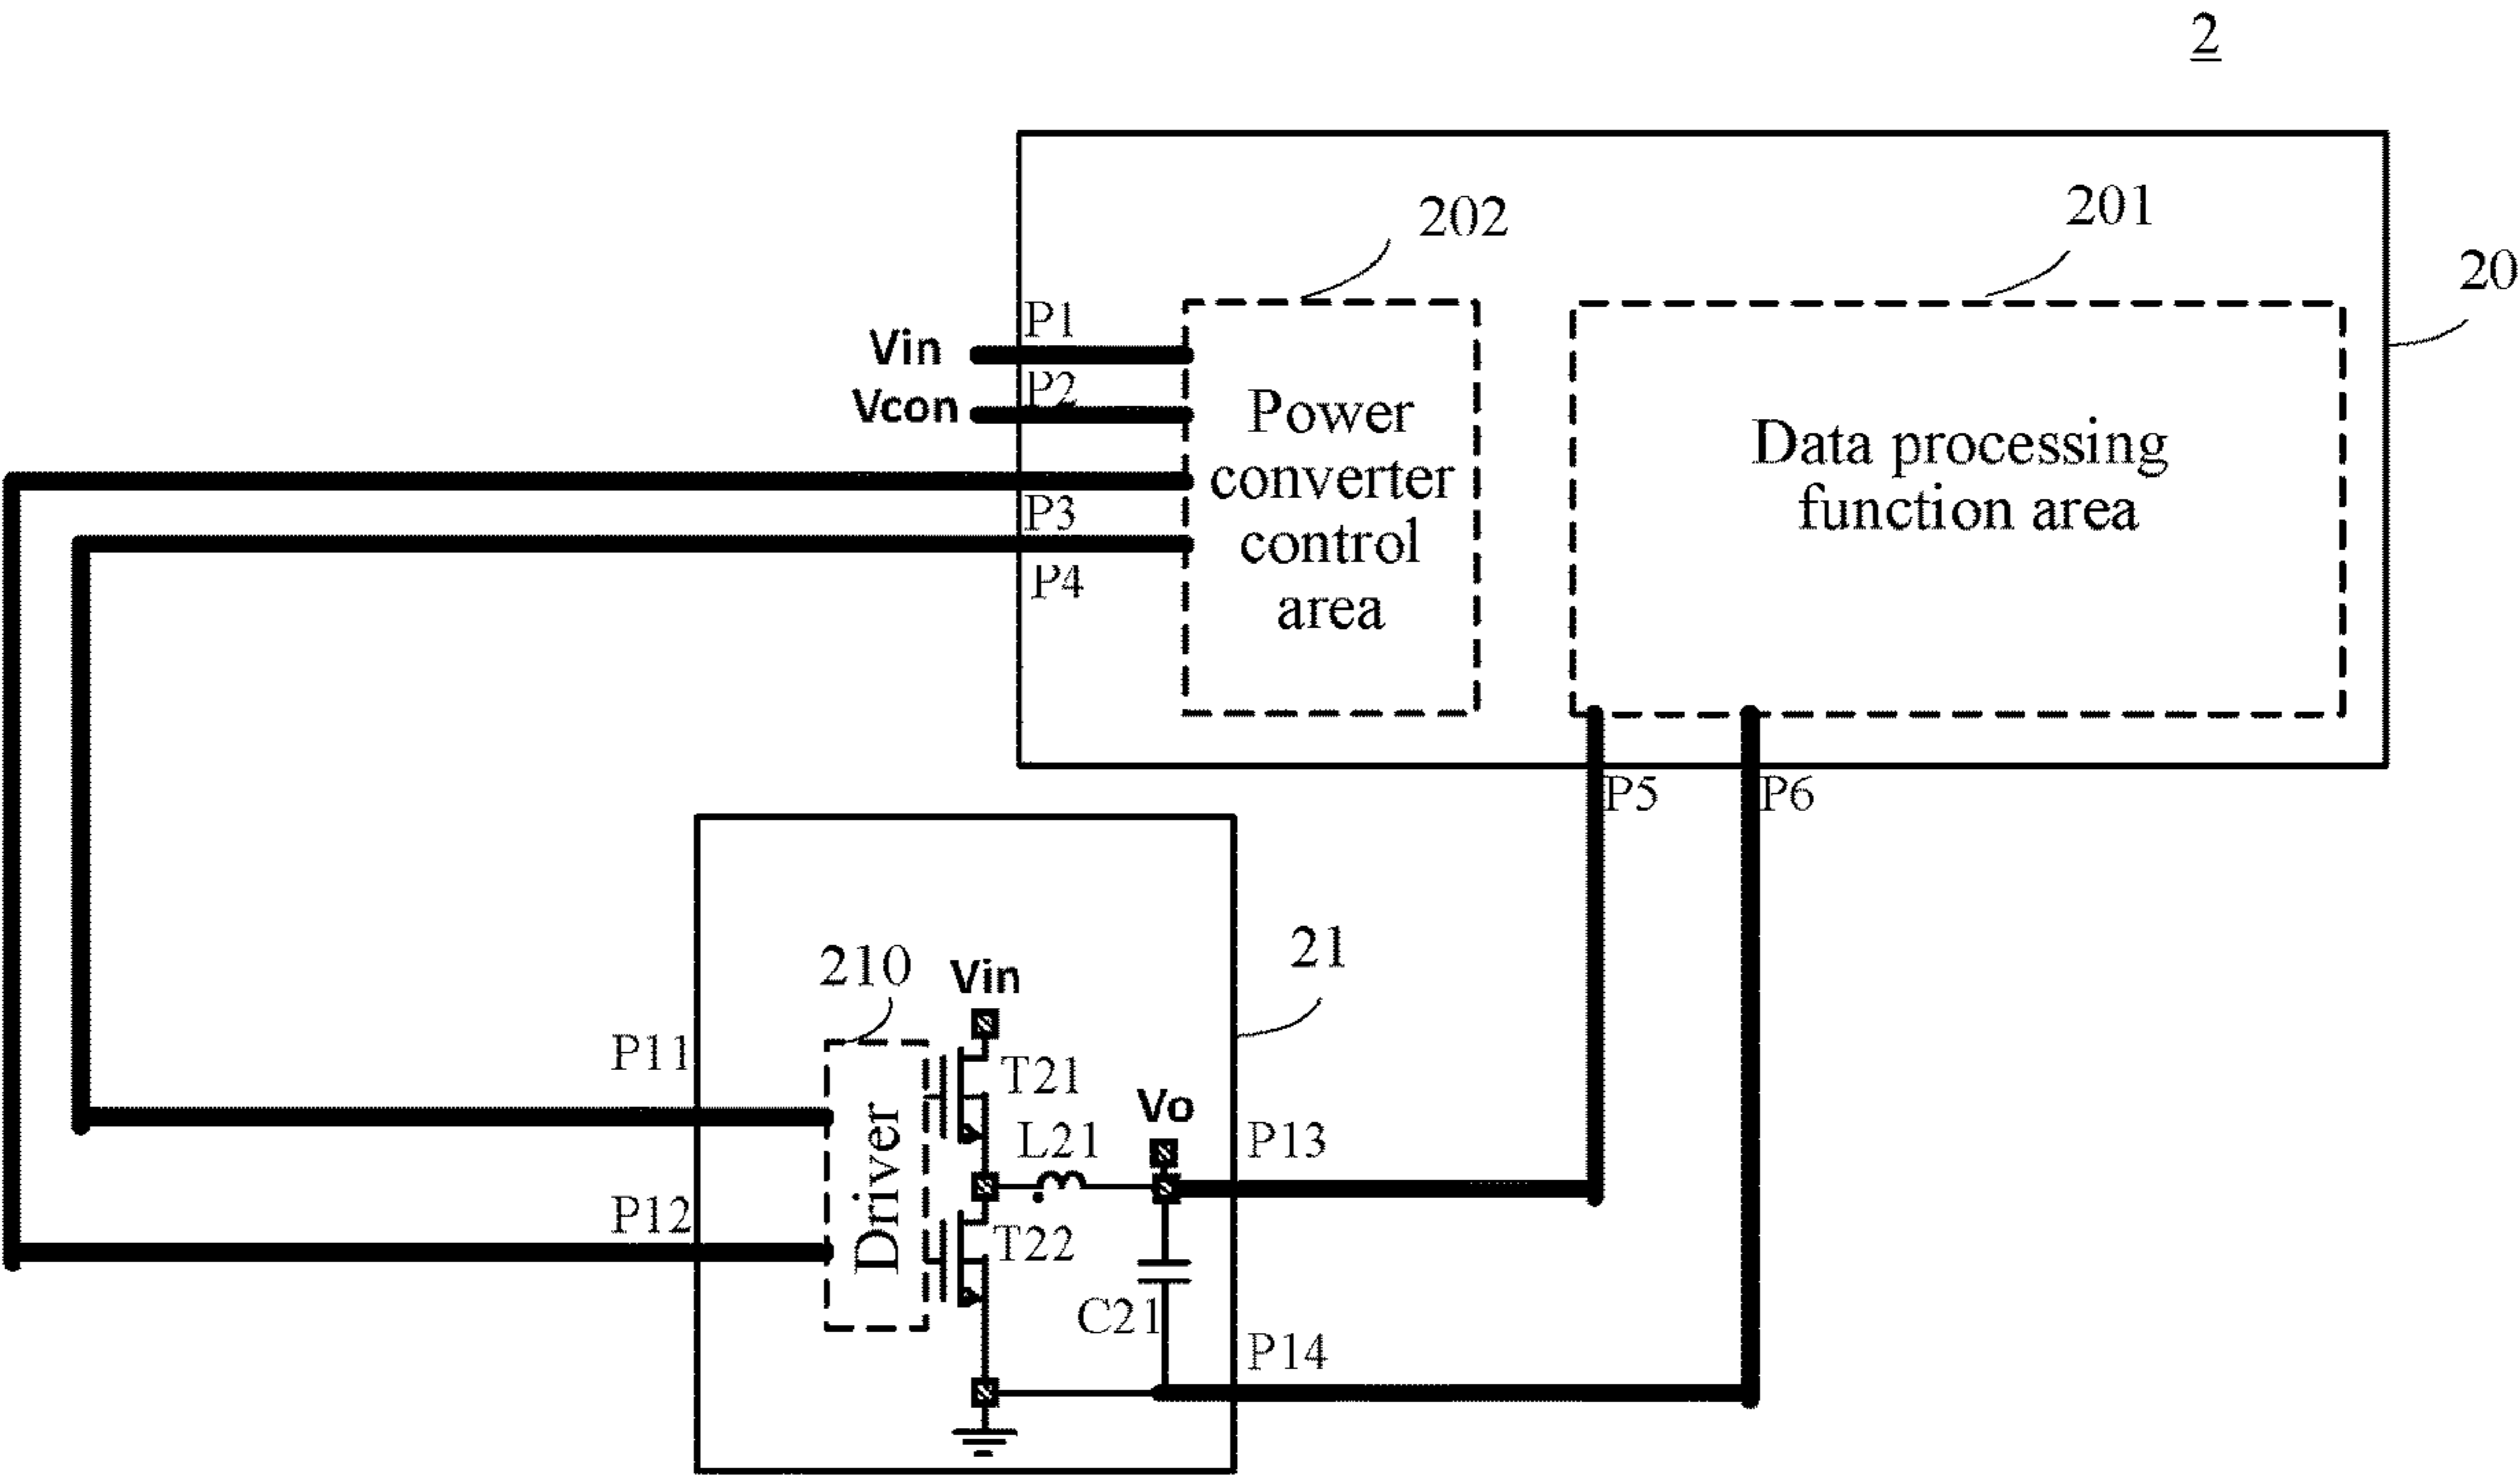 2
202
201
20
P1
Vin
P2
Vcon
Power
converter
control
area
Data processing
function area
P3
P4
P5
P6
21
210
Vin
P11
T21
Vo
L21
P13
Driver
P12
T22
C21
P14